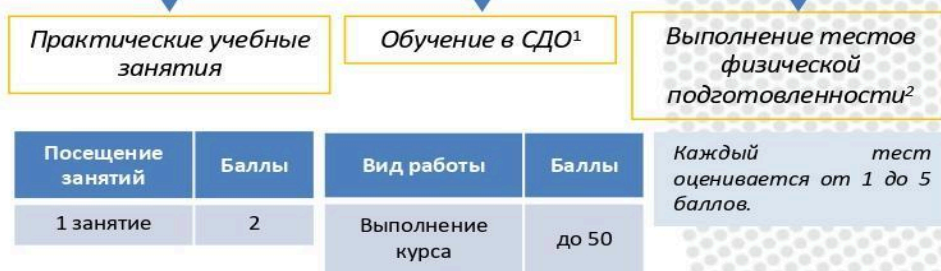 Практические учебные
занятия
Обучение в СДО¹
Выполнение тестов
физической
подготовленности²
Посещение
занятий
Баллы
1 занятие
2
Вид работы
Баллы
Выполнение
курса
до 50
Каждый тест
оценивается от 1 до 5
баллов.